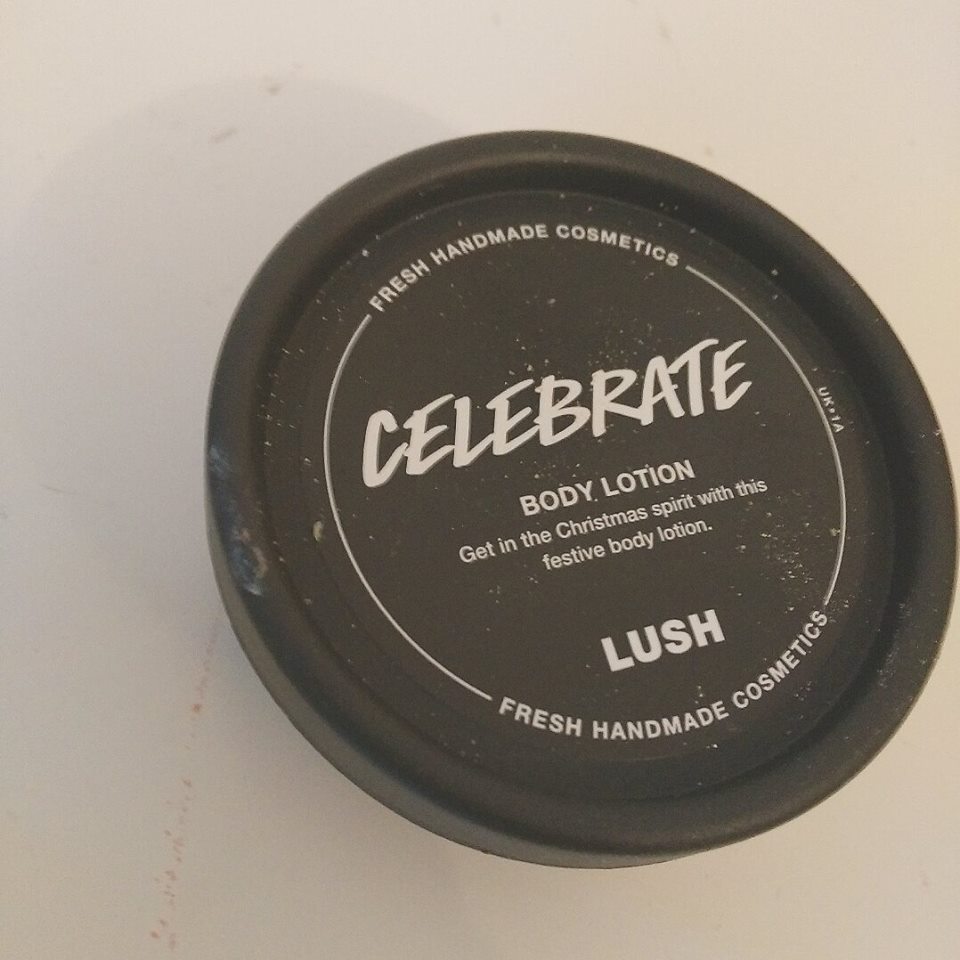 FRESH HANDMADE COSMETICS
CELEBRATE
UK•1A
BODY LOTION
Get in the Christmas spirit with this
festive body lotion.
LUSH
FRESH HANDMADE COSMETICS